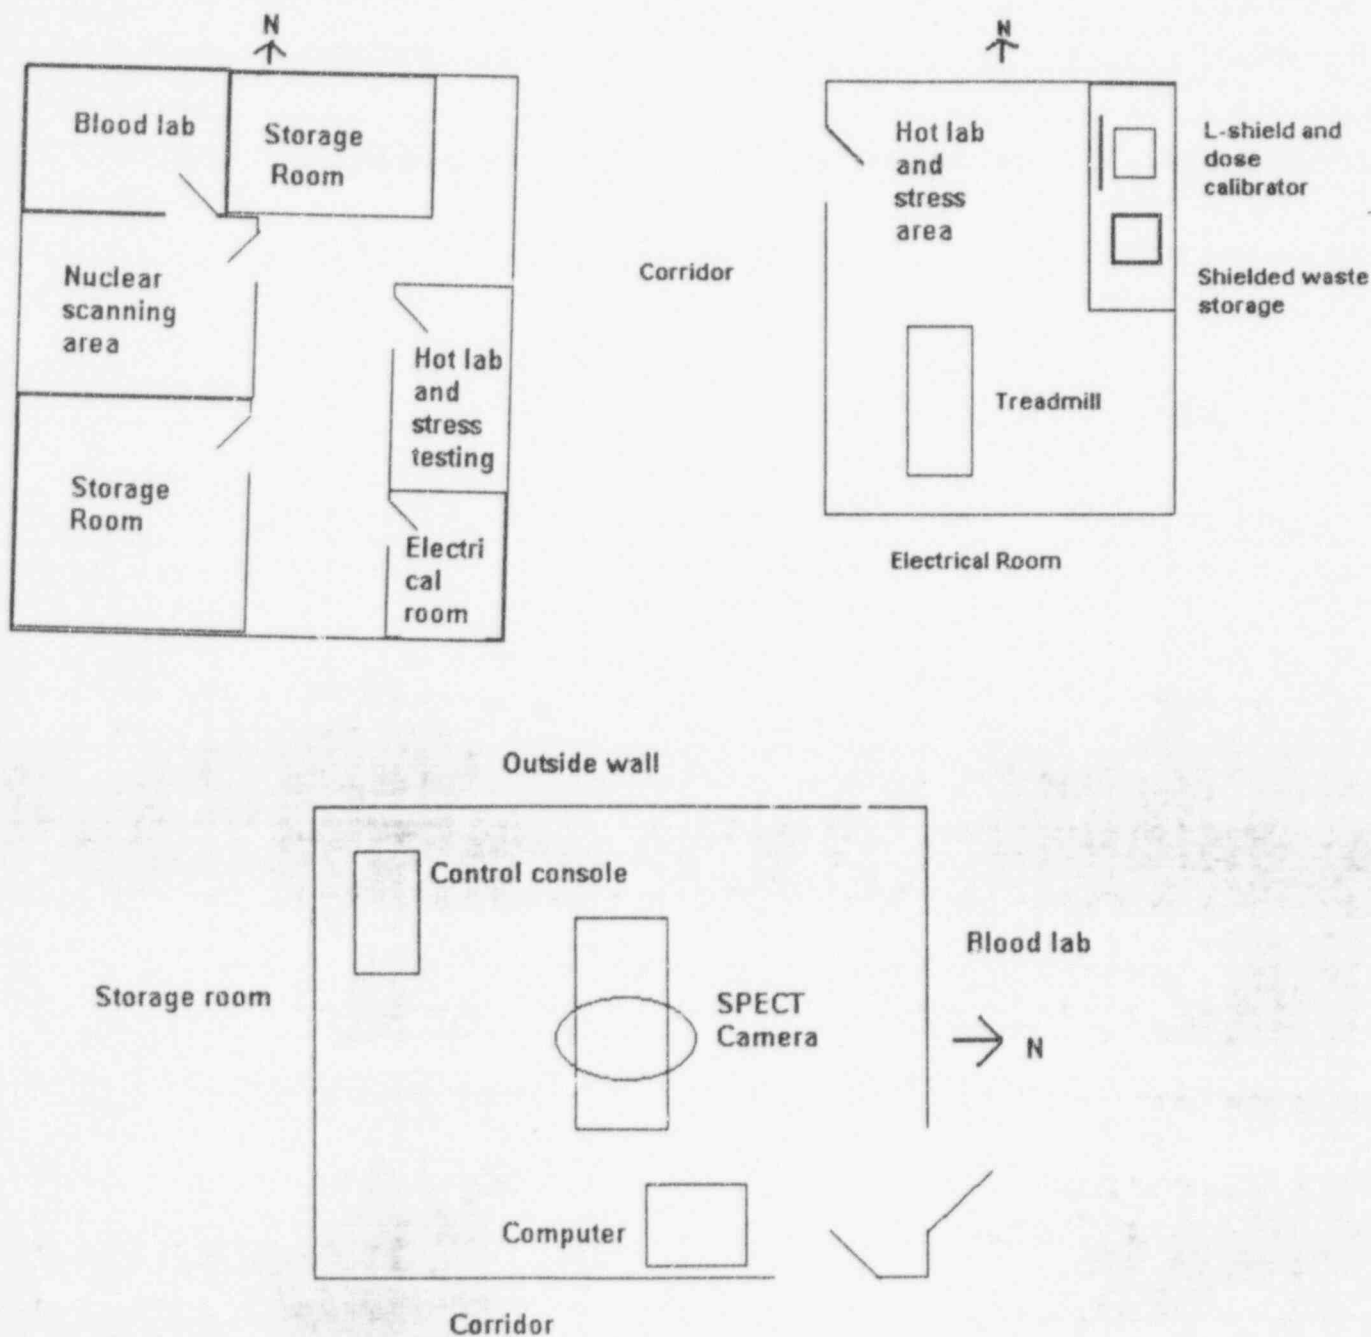 N
Blood lab
Storage
Room
Nuclear
scanning
area
Hot lab
and
stress
testing
Storage
Room
Electri
cal
room
N
Hot lab
and
stress
area
L-shield and
dose
calibrator
Corridor
Shielded waste
storage
Treadmill
Electrical Room
Outside wall
Control console
Blood lab
Storage room
SPECT
Camera
N
Computer
Corridor